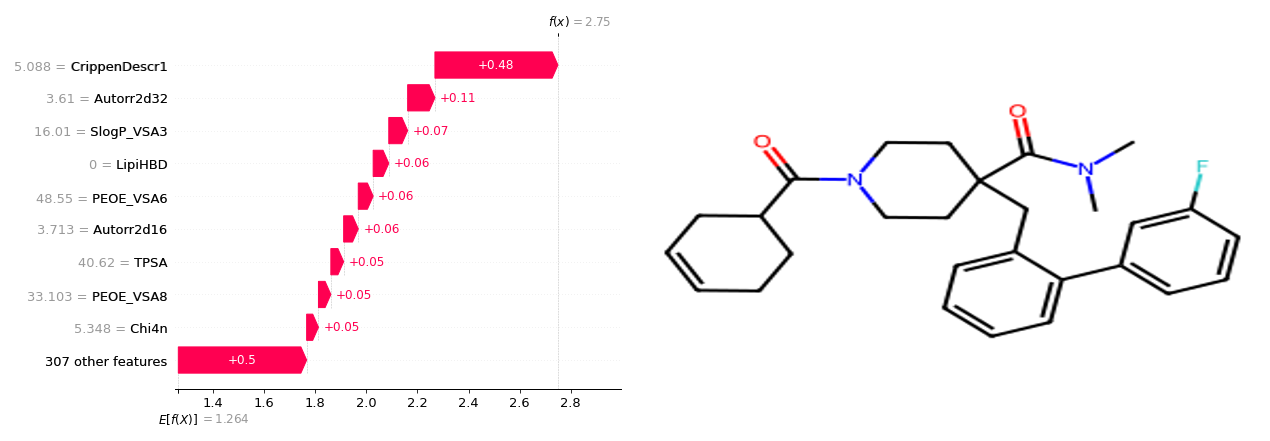 f(x) = 2.75
5.088 = CrippenDescr1
+0.48
3.61 = Autorr2d32
+0.11
16.01 = SlogP_VSA3
+0.07
0 = LipiHBD
+0.06
48.55 = PEOE_VSA6
+0.06
3.713 = Autorr2d16
+0.06
40.62 = TPSA
+0.05
33.103 = PEOE_VSA8
+0.05
5.348 = Chi4n
+0.05
307 other features
+0.5
1.4 1.6 1.8 2.0 2.2 2.4 2.6 2.8
E[f(X)] = 1.264
O
O
N
N
F